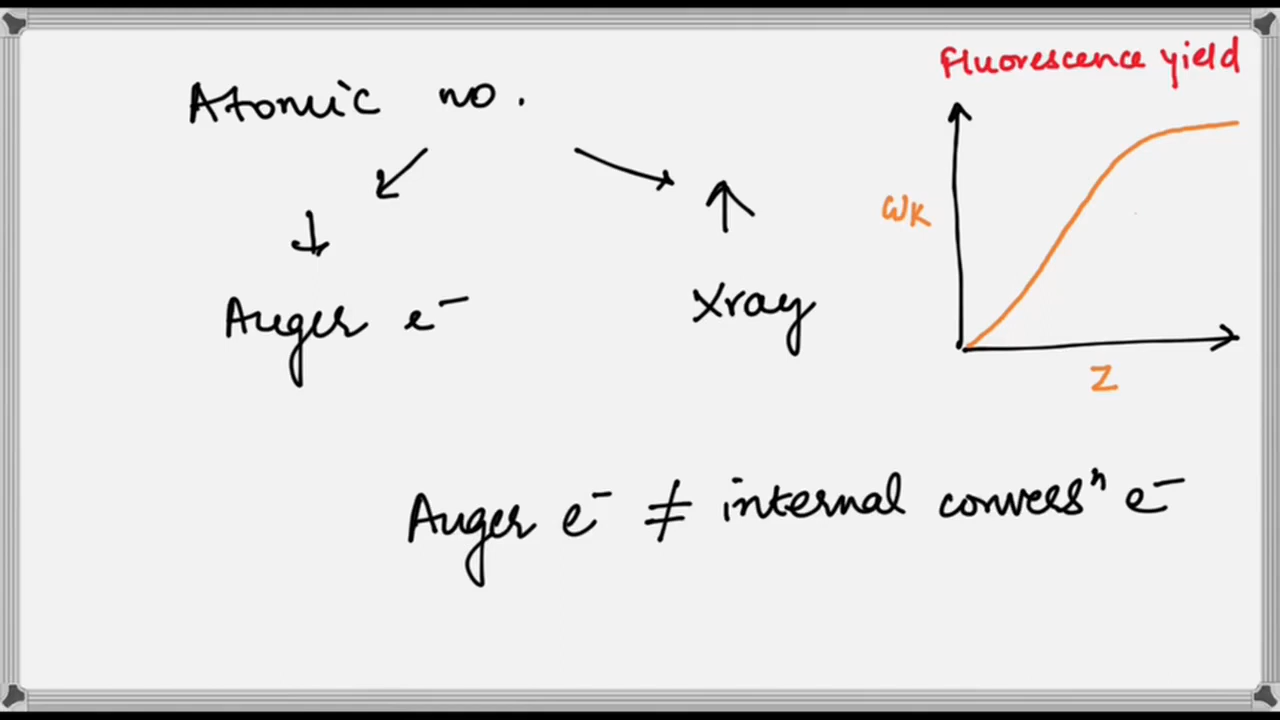 Fluorescence yield
Atomic no.
ωK
↓ ↑
Auger e⁻ Xray
Z
Auger e⁻ ≠ internal conversⁿ e⁻